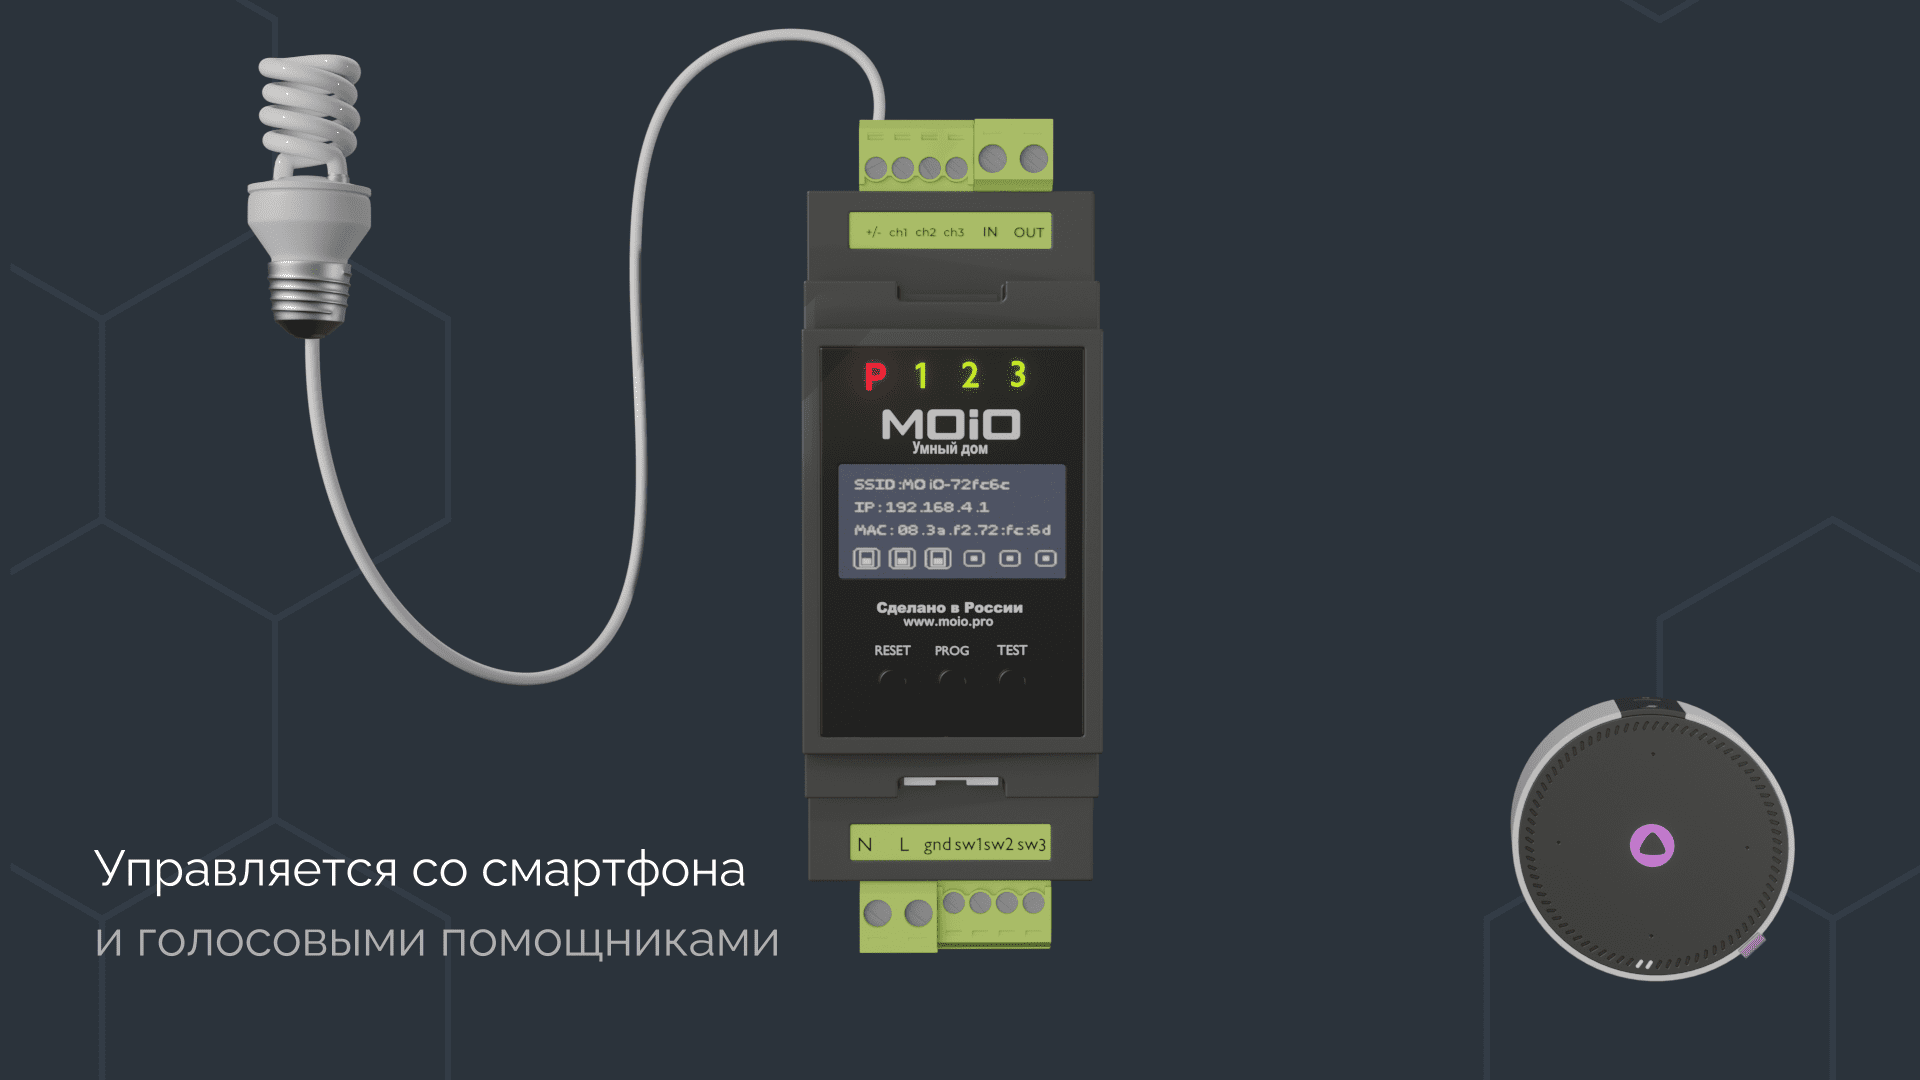 +/- ch1 ch2 ch3 IN OUT
P 1 2 3
MOiO
Умный дом
SSID:MOiO-72fc6c
IP:192.168.4.1
MAC:08.3a.f2.72:fc:6d
Сделано в России
www.moio.pro
RESET PROG TEST
N L gnd sw1 sw2 sw3
Управляется со смартфона
и голосовыми помощниками